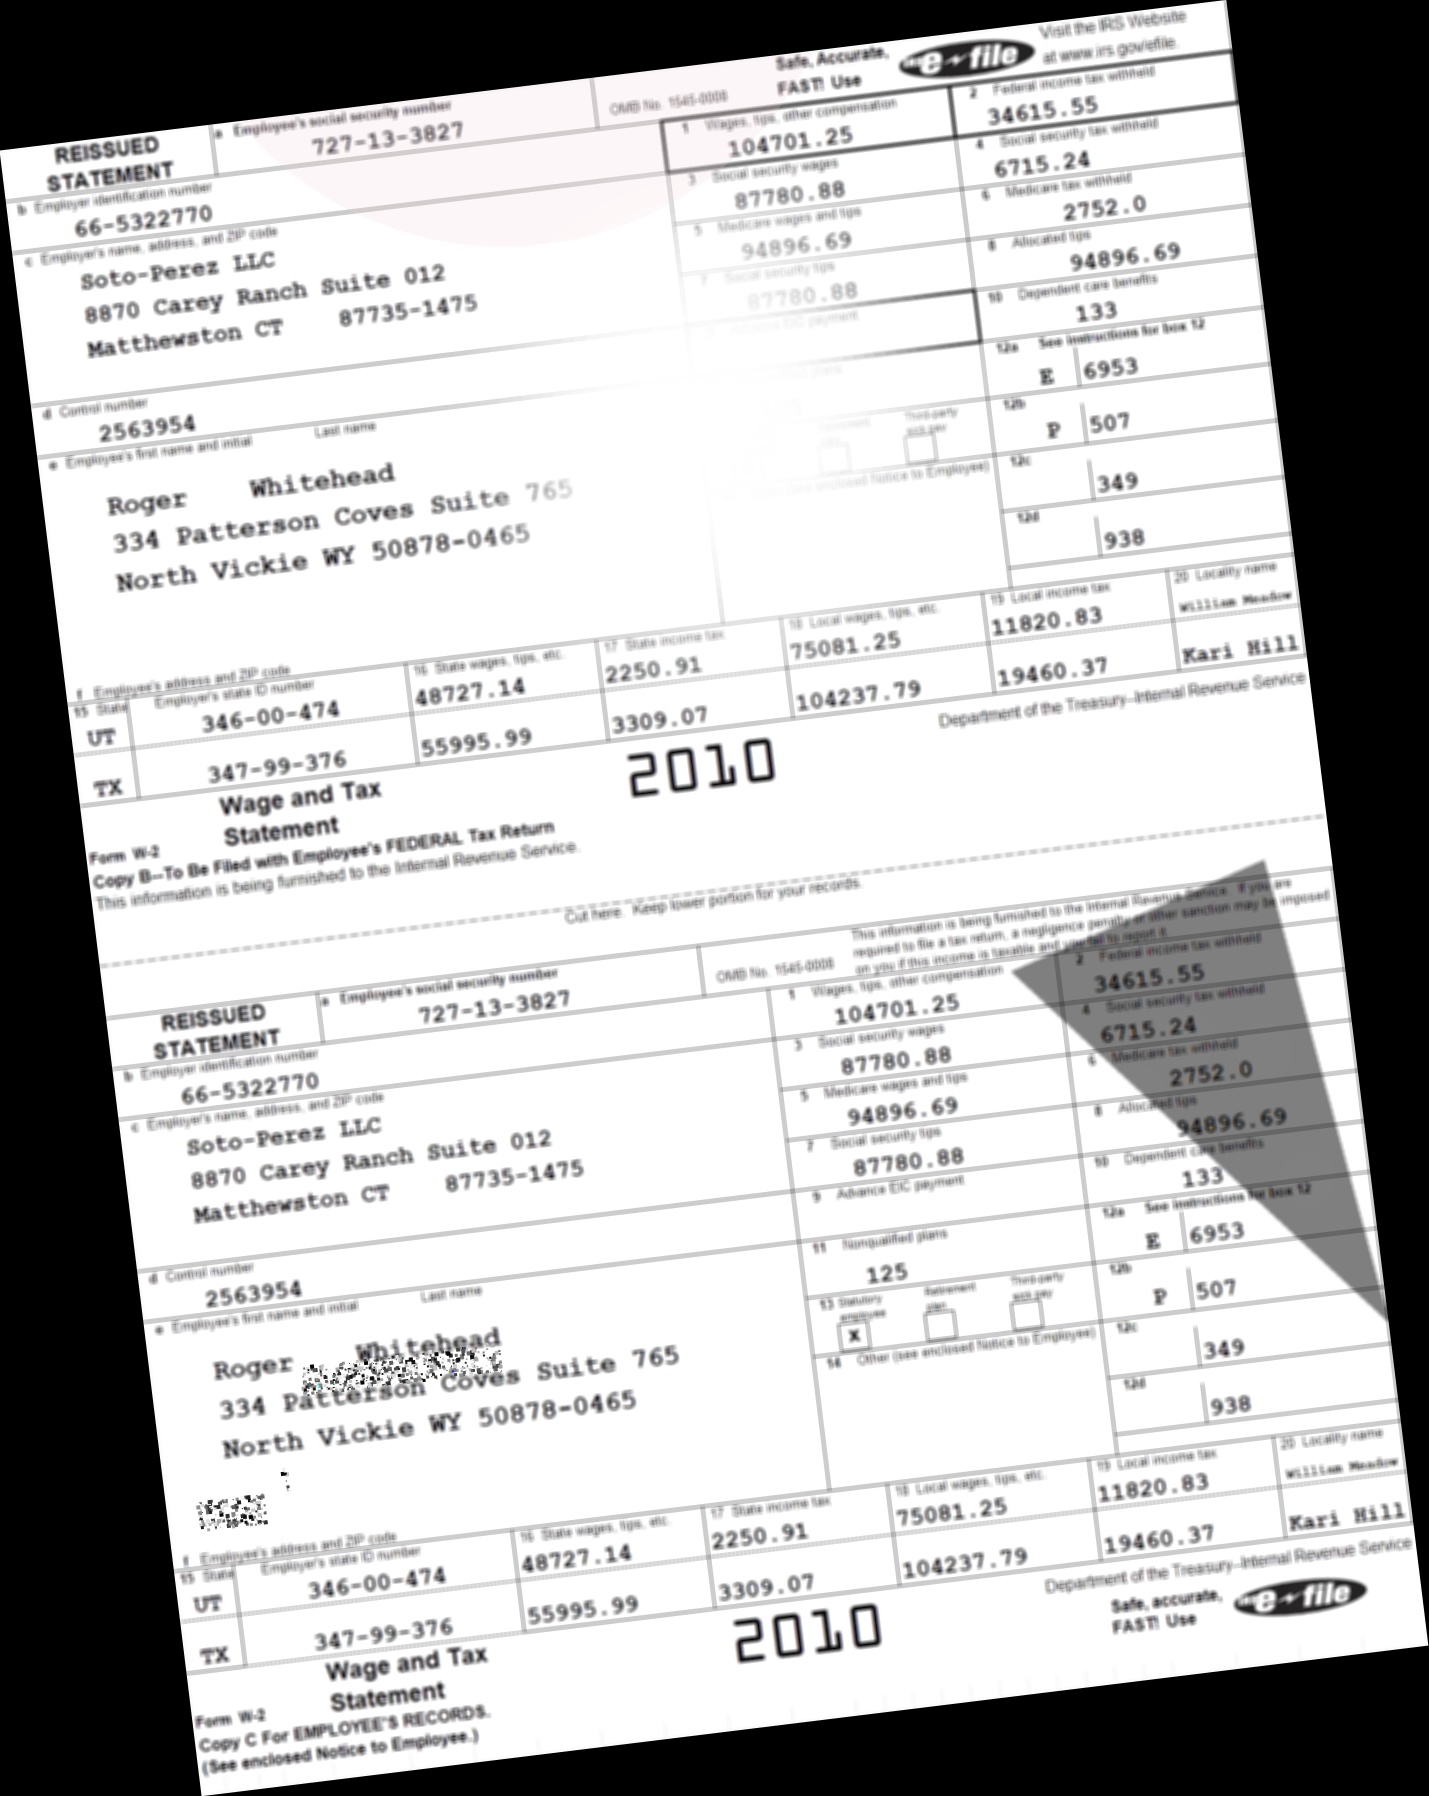 Safe, Accurate,
FAST! Use
IRS e-file
Visit the IRS Website
at www.irs.gov/efile.
REISSUED
STATEMENT
a Employee's social security number
727-13-3827
OMB No. 1545-0008
1 Wages, tips, other compensation
104701.25
2 Federal income tax withheld
34615.55
b Employer identification number
66-5322770
3 Social security wages
87780.88
4 Social security tax withheld
6715.24
c Employer's name, address, and ZIP code
Soto-Perez LLC
8870 Carey Ranch Suite 012
Matthewston CT 87735-1475
5 Medicare wages and tips
94896.69
6 Medicare tax withheld
2752.0
7 Social security tips
87780.88
8 Allocated tips
94896.69
Advance EIC payment
10 Dependent care benefits
133
d Control number
2563954
plans
12a See instructions for box 12
E 6953
e Employee's first name and initial Last name
Roger Whitehead
334 Patterson Coves Suite 765
North Vickie WY 50878-0465
Third-party
sick pay
12b
P 507
enclosed Notice to Employee)
12c
349
12d
938
f Employee's address and ZIP code
15 State Employer's state ID number
UT 346-00-474
TX 347-99-376
16 State wages, tips, etc.
48727.14
55995.99
17 State income tax
2250.91
3309.07
18 Local wages, tips, etc.
75081.25
104237.79
19 Local income tax
11820.83
19460.37
20 Locality name
William Meadow
Kari Hill
Form W-2
Wage and Tax
Statement
2010
Department of the Treasury--Internal Revenue Service
Copy B--To Be Filed with Employee's FEDERAL Tax Return
This information is being furnished to the Internal Revenue Service.
Cut here. Keep lower portion for your records.
This information is being furnished to the Internal Revenue Service. If you are
required to file a tax return, a negligence penalty or other sanction may be imposed
on you if this income is taxable and you fail to report it.
REISSUED
STATEMENT
a Employee's social security number
727-13-3827
OMB No. 1545-0008
1 Wages, tips, other compensation
104701.25
2 Federal income tax withheld
34615.55
b Employer identification number
66-5322770
3 Social security wages
87780.88
4 Social security tax withheld
6715.24
c Employer's name, address, and ZIP code
Soto-Perez LLC
8870 Carey Ranch Suite 012
Matthewston CT 87735-1475
5 Medicare wages and tips
94896.69
6 Medicare tax withheld
2752.0
7 Social security tips
87780.88
8 Allocated tips
94896.69
9 Advance EIC payment
10 Dependent care benefits
133
d Control number
2563954
11 Nonqualified plans
125
12a See instructions for box 12
E 6953
e Employee's first name and initial Last name
Roger Whitehead
334 Patterson Coves Suite 765
North Vickie WY 50878-0465
13 Statutory employee
X
Retirement plan
Third-party sick pay
12b
P 507
14 Other (see enclosed Notice to Employee)
12c
349
12d
938
f Employee's address and ZIP code
15 State Employer's state ID number
UT 346-00-474
TX 347-99-376
16 State wages, tips, etc.
48727.14
55995.99
17 State income tax
2250.91
3309.07
18 Local wages, tips, etc.
75081.25
104237.79
19 Local income tax
11820.83
19460.37
20 Locality name
William Meadow
Kari Hill
Form W-2
Wage and Tax
Statement
2010
Department of the Treasury--Internal Revenue Service
Safe, accurate,
FAST! Use
IRS e-file
Copy C For EMPLOYEE'S RECORDS.
(See enclosed Notice to Employee.)